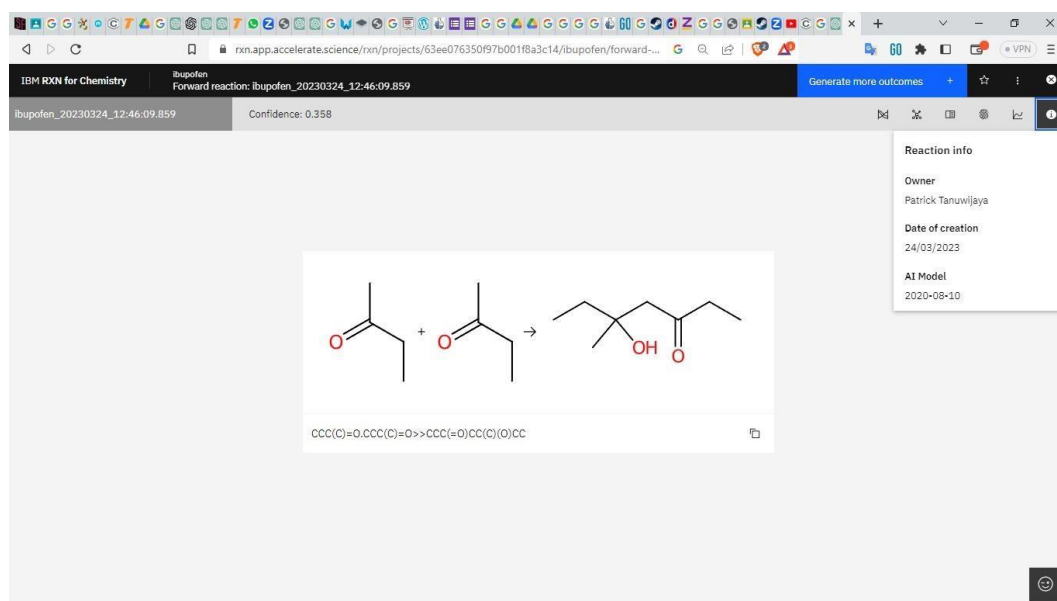 rxn.app.accelerate.science/rxn/projects/63ee076350f97b001f8a3c14/ibupofen/forward-...
VPN
IBM RXN for Chemistry
ibupofen
Forward reaction: ibupofen_20230324_12:46:09.859
Generate more outcomes +
ibupofen_20230324_12:46:09.859
Confidence: 0.358
Reaction info
Owner
Patrick Tanuwijaya
Date of creation
24/03/2023
AI Model
2020-08-10
O + O → OH O
CCC(C)=O.CCC(C)=O>>CCC(=O)CC(C)(O)CC